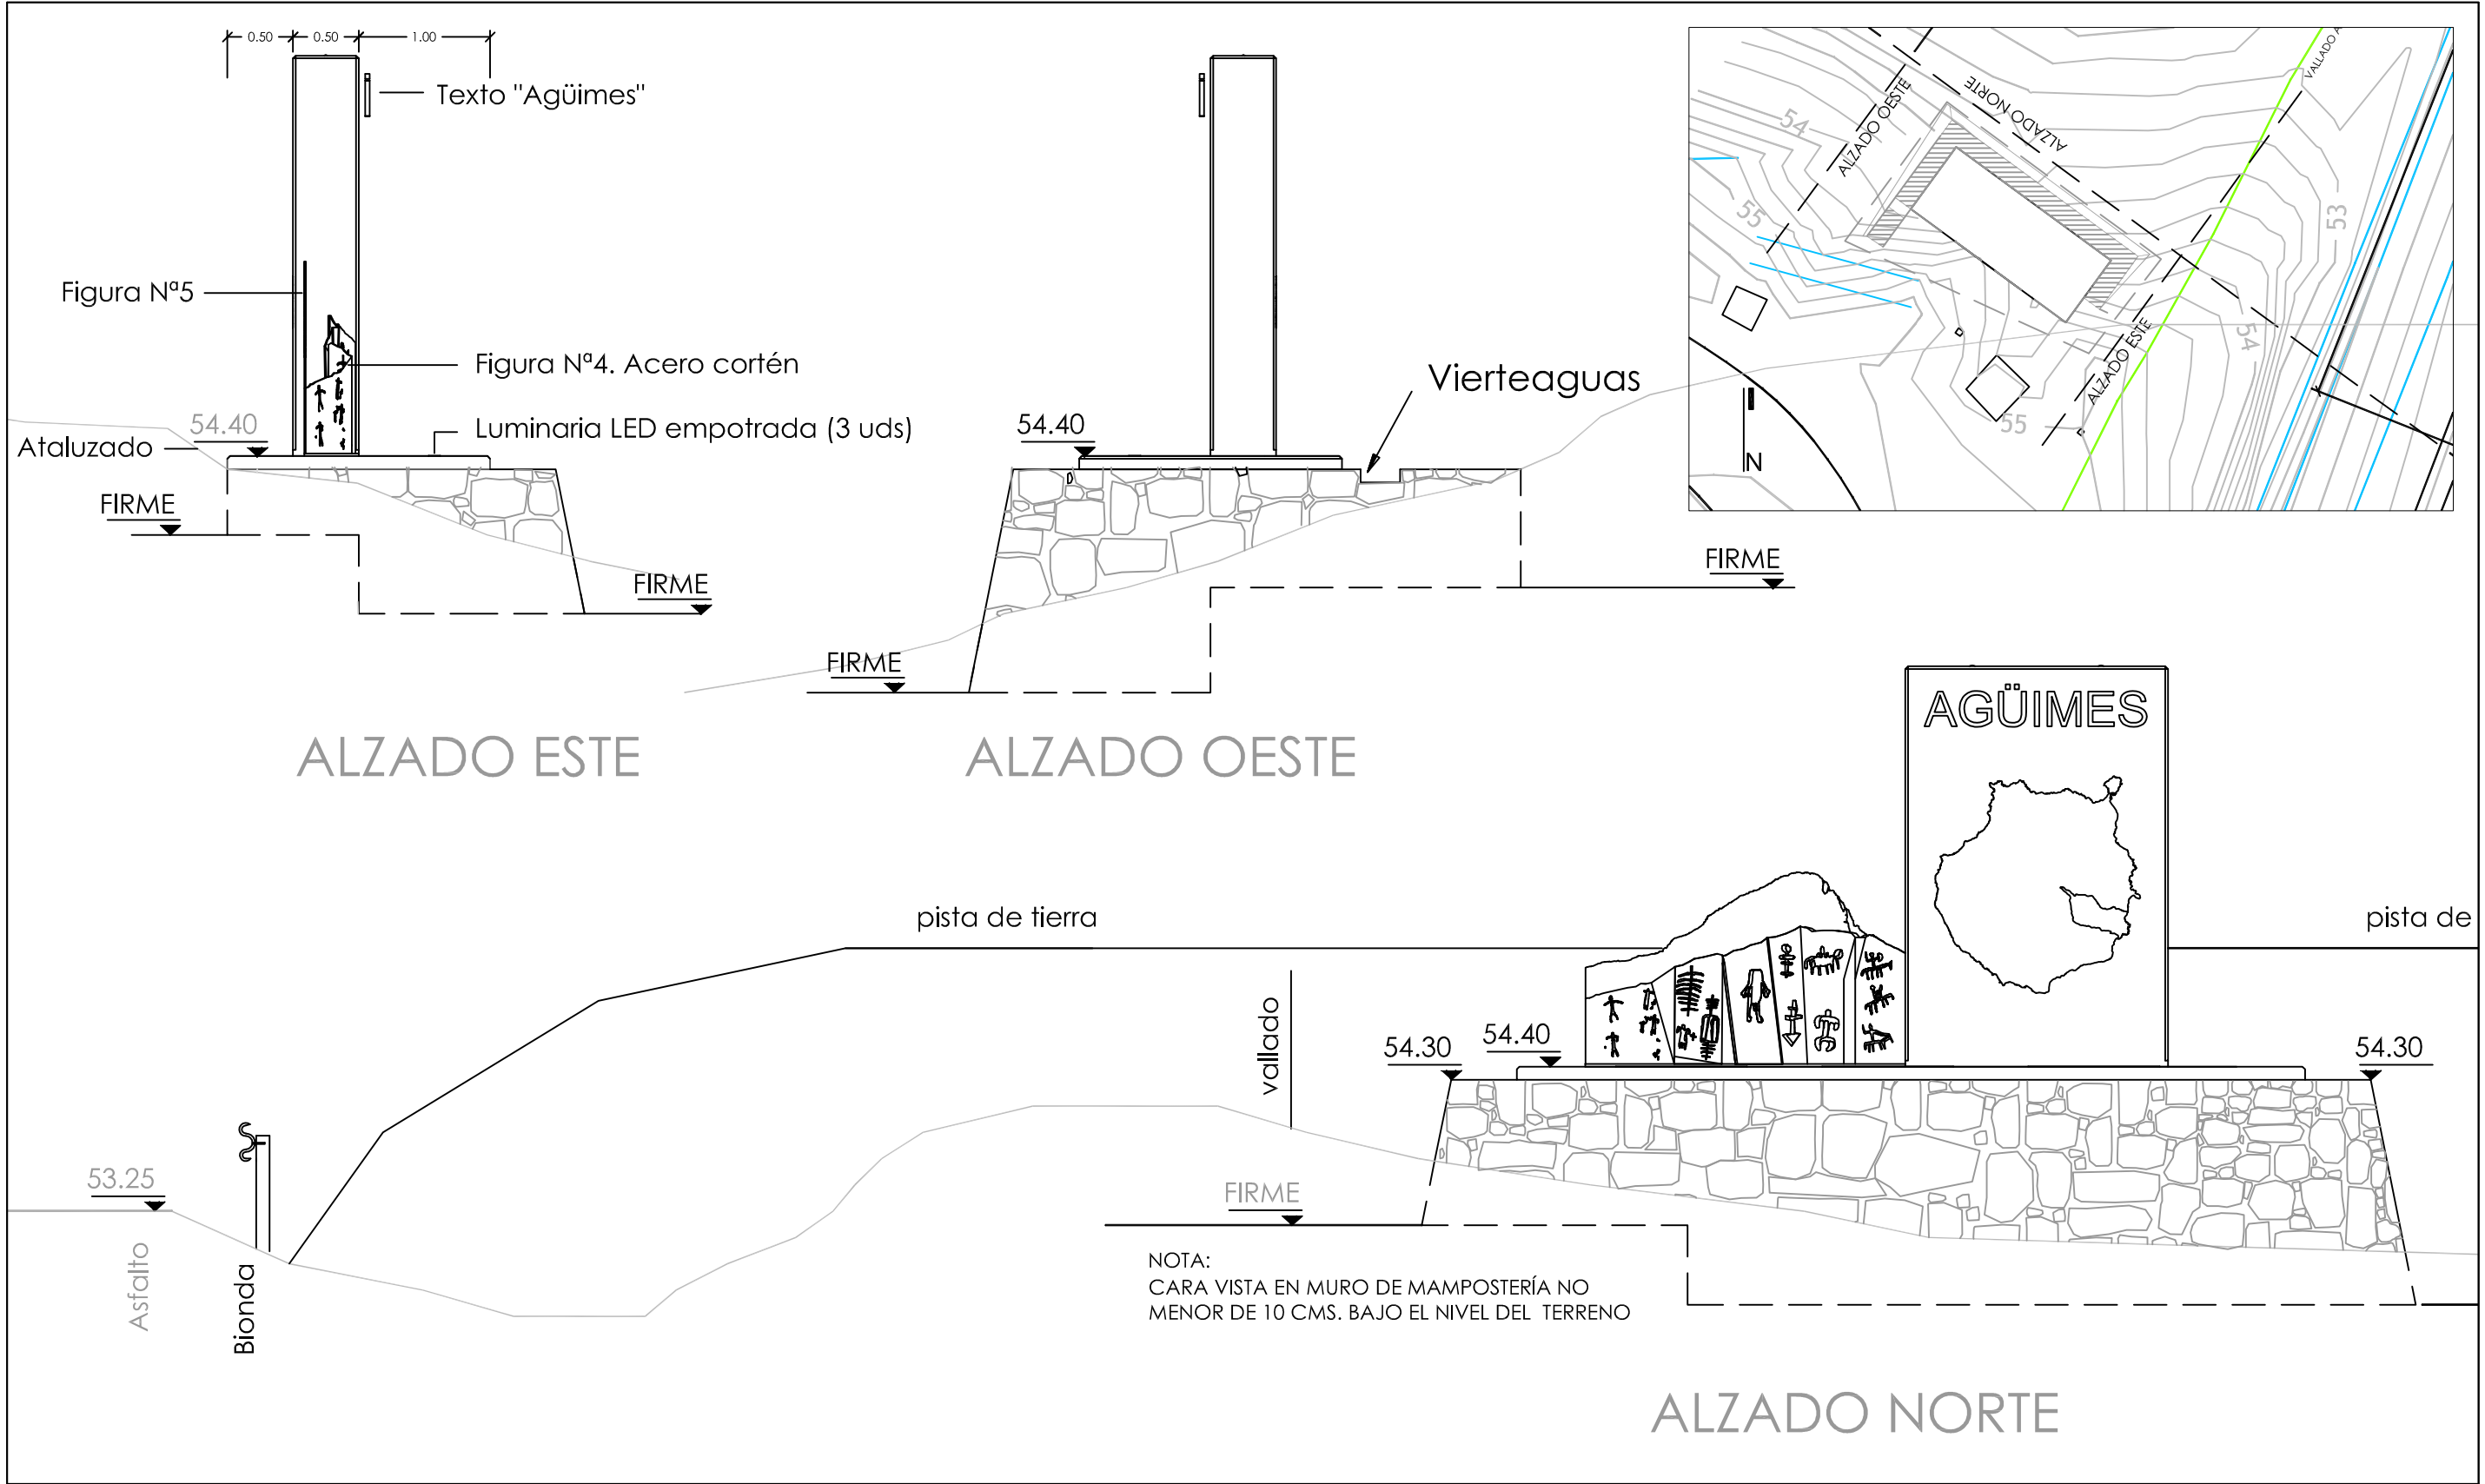 0.50
0.50
1.00
Texto "Agüimes"
Figura Nª5
Figura Nª4. Acero cortén
54.40
Luminaria LED empotrada (3 uds)
Ataluzado
FIRME
FIRME
ALZADO ESTE
Vierteaguas
54.40
FIRME
FIRME
ALZADO OESTE
ALZADO OESTE
ALZADO NORTE
VALLADO A
54
55
53
54
ALZADO ESTE
55
N
AGÜIMES
pista de tierra
pista de
vallado
54.30
54.40
54.30
53.25
Asfalto
Bionda
FIRME
NOTA:
CARA VISTA EN MURO DE MAMPOSTERÍA NO
MENOR DE 10 CMS. BAJO EL NIVEL DEL TERRENO
ALZADO NORTE